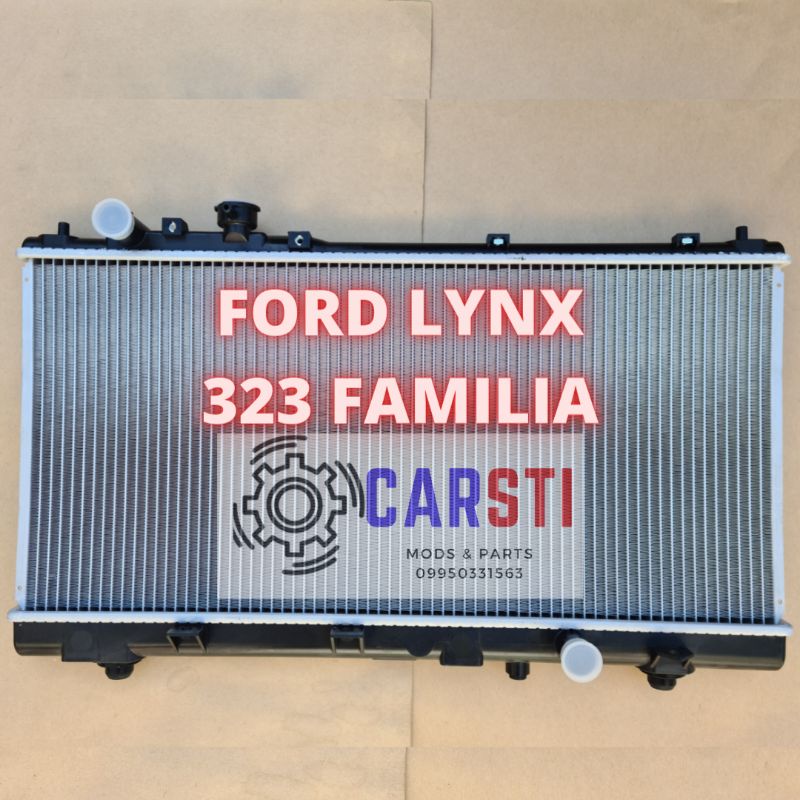 FORD LYNX
323 FAMILIA
CARSTI
MODS & PARTS
09950331563